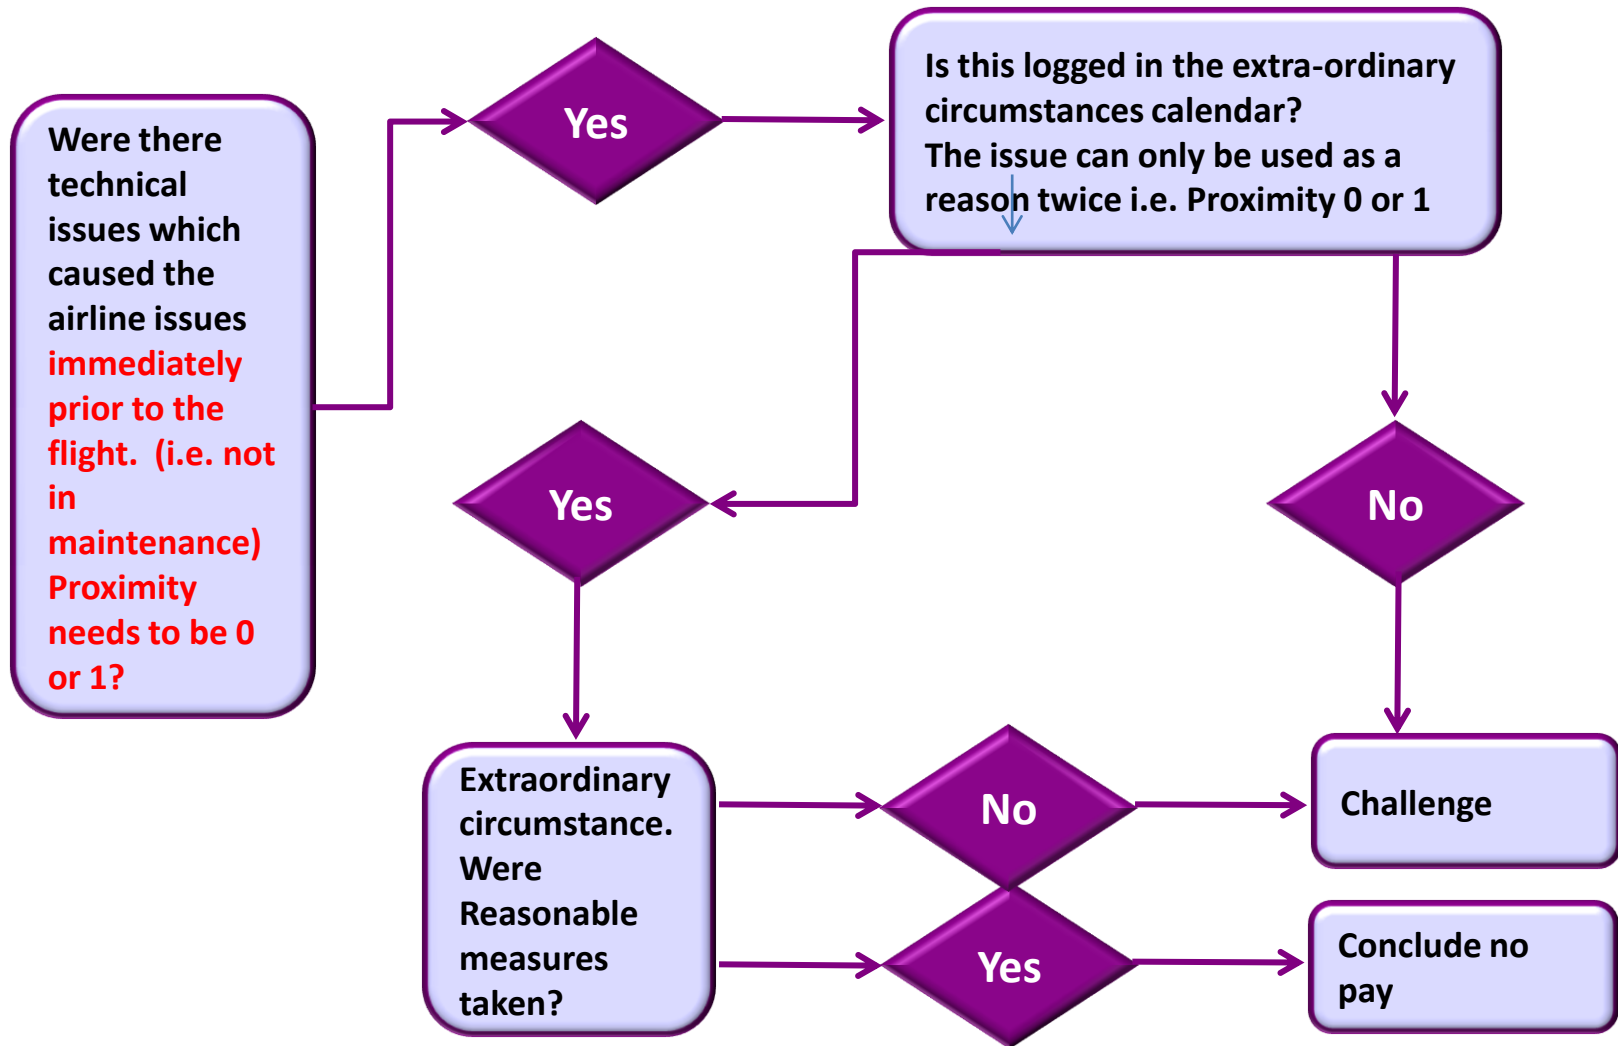 Were there
technical
issues which
caused the
airline issues
immediately
prior to the
flight.  (i.e. not
in
maintenance)
Proximity
needs to be 0
or 1?
Yes
Is this logged in the extra-ordinary
circumstances calendar?
The issue can only be used as a
reason twice i.e. Proximity 0 or 1
Yes
No
Extraordinary
circumstance.
Were
Reasonable
measures
taken?
No
Challenge
Yes
Conclude no
pay